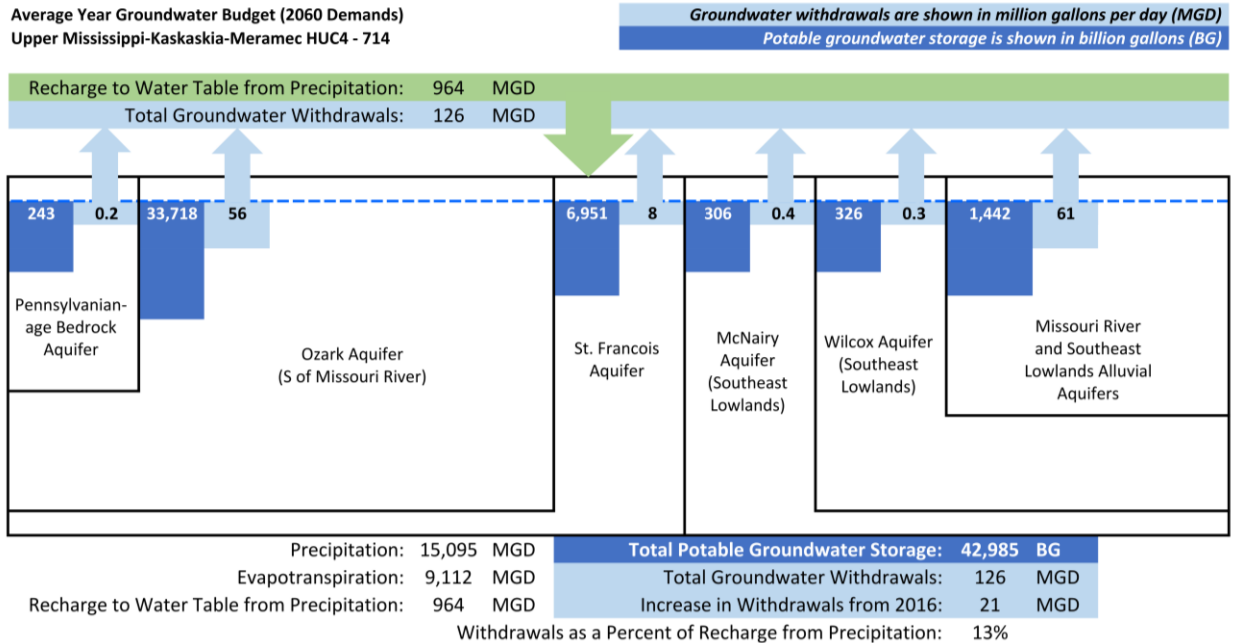 Average Year Groundwater Budget (2060 Demands)
Upper Mississippi-Kaskaskia-Meramec HUC4 - 714
Groundwater withdrawals are shown in million gallons per day (MGD)
Potable groundwater storage is shown in billion gallons (BG)
Recharge to Water Table from Precipitation: 964 MGD
Total Groundwater Withdrawals: 126 MGD
243 0.2 33,718 56 6,951 8 306 0.4 326 0.3 1,442 61
Pennsylvanian-
age Bedrock
Aquifer
Ozark Aquifer
(S of Missouri River)
St. Francois
Aquifer
McNairy
Aquifer
(Southeast
Lowlands)
Wilcox Aquifer
(Southeast
Lowlands)
Missouri River
and Southeast
Lowlands Alluvial
Aquifers
Precipitation: 15,095 MGD
Evapotranspiration: 9,112 MGD
Recharge to Water Table from Precipitation: 964 MGD
Total Potable Groundwater Storage: 42,985 BG
Total Groundwater Withdrawals: 126 MGD
Increase in Withdrawals from 2016: 21 MGD
Withdrawals as a Percent of Recharge from Precipitation: 13%